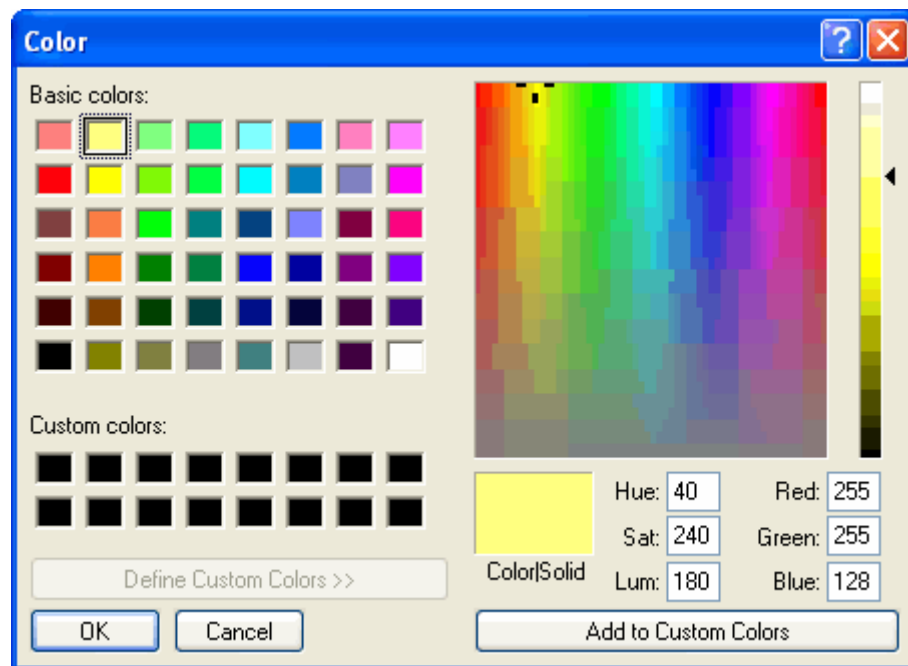 Color
Basic colors:
Custom colors:
Define Custom Colors >>
OK Cancel
Color|Solid
Hue: 40 Red: 255
Sat: 240 Green: 255
Lum: 180 Blue: 128
Add to Custom Colors